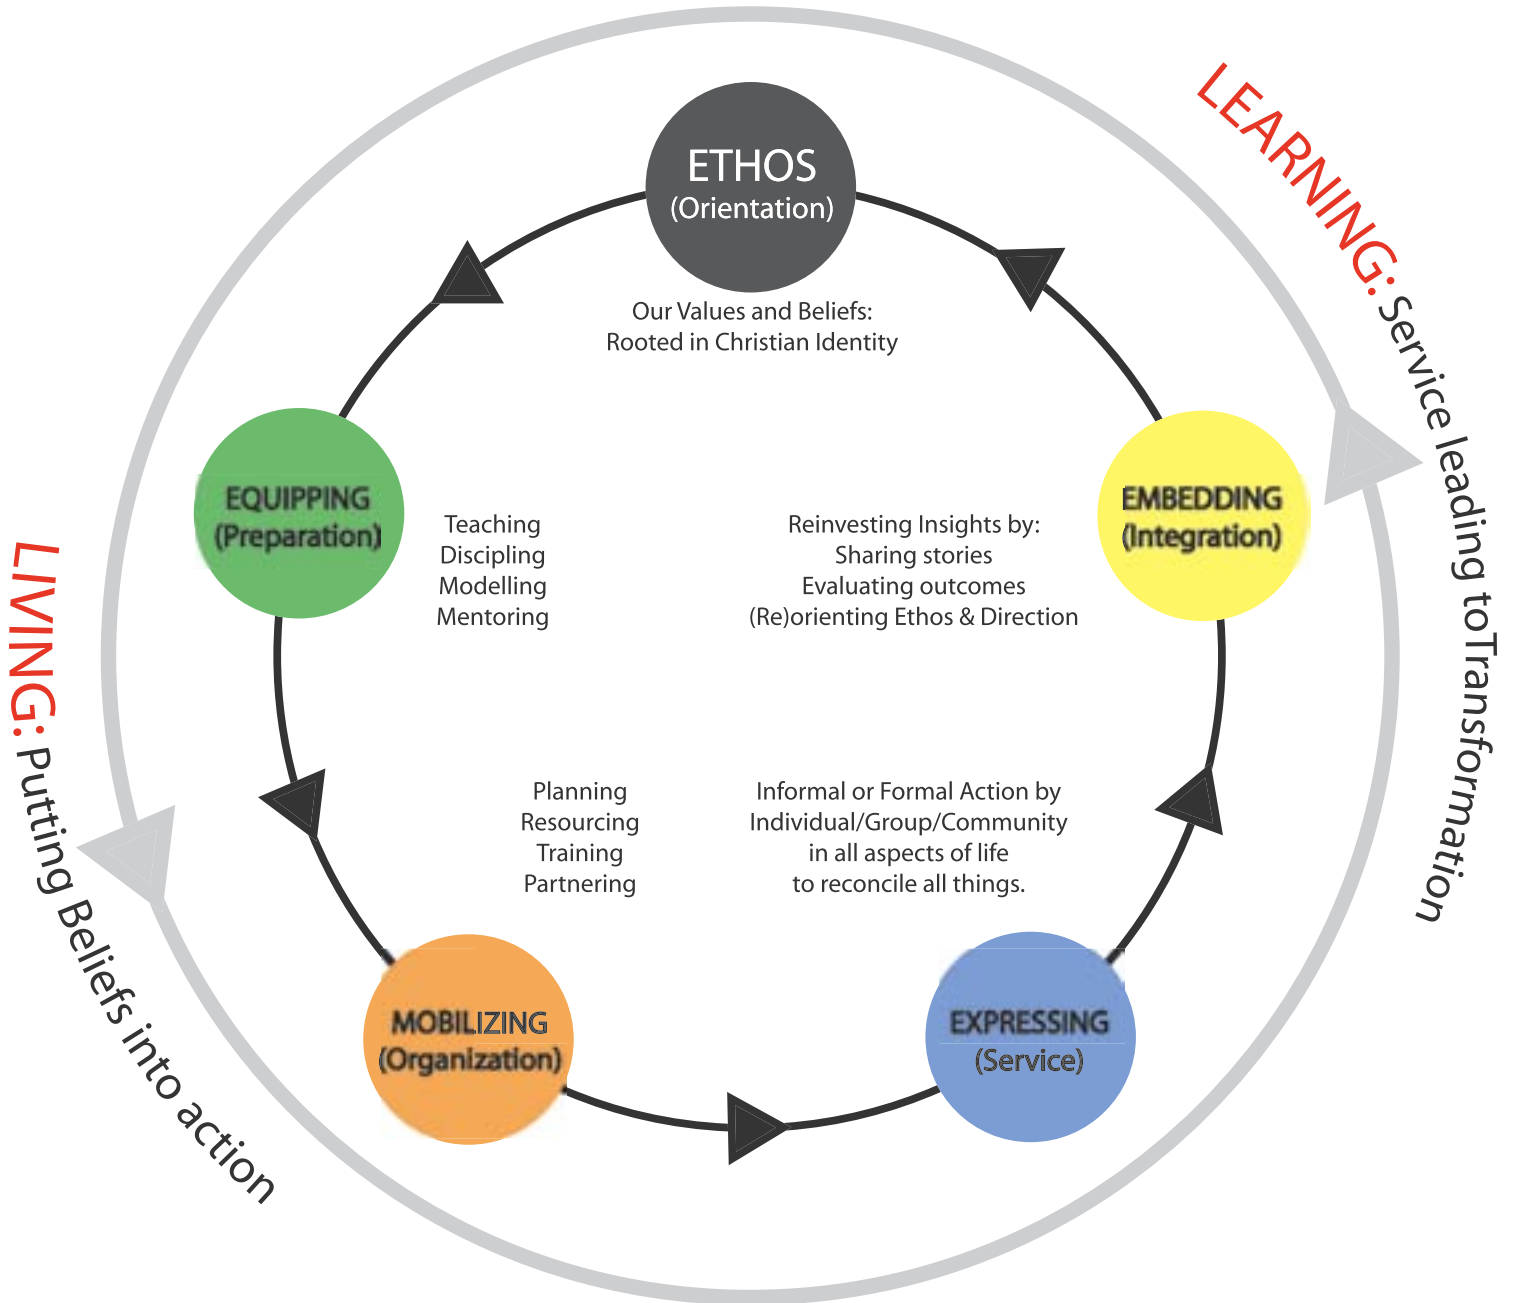 ETHOS
(Orientation)
Our Values and Beliefs:
Rooted in Christian Identity
EQUIPPING
(Preparation)
Teaching
Discipling
Modelling
Mentoring
MOBILIZING
(Organization)
Planning
Resourcing
Training
Partnering
EXPRESSING
(Service)
Informal or Formal Action by
Individual/Group/Community
in all aspects of life
to reconcile all things.
EMBEDDING
(Integration)
Reinvesting Insights by:
Sharing stories
Evaluating outcomes
(Re)orienting Ethos & Direction
LIVING: Putting Beliefs into action
LEARNING: Service leading toTransformation